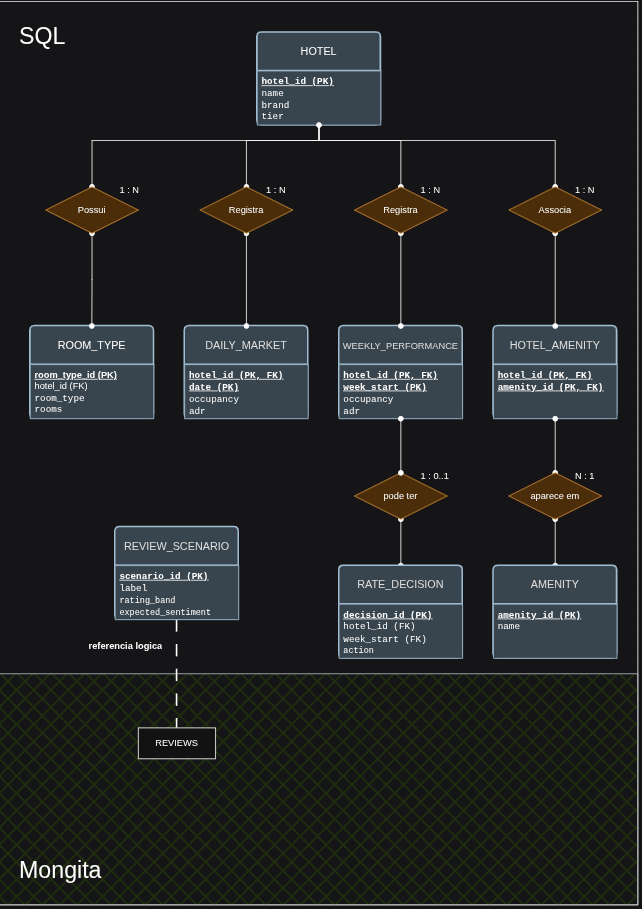 SQL
HOTEL
hotel_id (PK)
name
brand
tier
1 : N
1 : N
1 : N
1 : N
Possui
Registra
Registra
Associa
ROOM_TYPE
room_type_id (PK)
hotel_id (FK)
room_type
rooms
DAILY_MARKET
hotel_id (PK, FK)
date (PK)
occupancy
adr
WEEKLY_PERFORMANCE
hotel_id (PK, FK)
week_start (PK)
occupancy
adr
HOTEL_AMENITY
hotel_id (PK, FK)
amenity_id (PK, FK)
1 : 0..1
N : 1
pode ter
aparece em
REVIEW_SCENARIO
scenario_id (PK)
label
rating_band
expected_sentiment
RATE_DECISION
decision_id (PK)
hotel_id (FK)
week_start (FK)
action
AMENITY
amenity_id (PK)
name
referencia logica
REVIEWS
Mongita